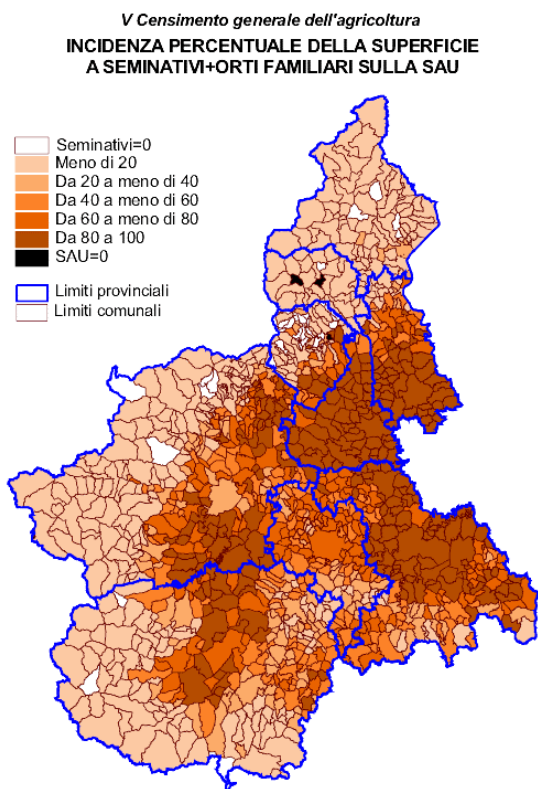 V Censimento generale dell'agricoltura
INCIDENZA PERCENTUALE DELLA SUPERFICIE
A SEMINATIVI+ORTI FAMILIARI SULLA SAU
Seminativi=0
Meno di 20
Da 20 a meno di 40
Da 40 a meno di 60
Da 60 a meno di 80
Da 80 a 100
SAU=0
Limiti provinciali
Limiti comunali